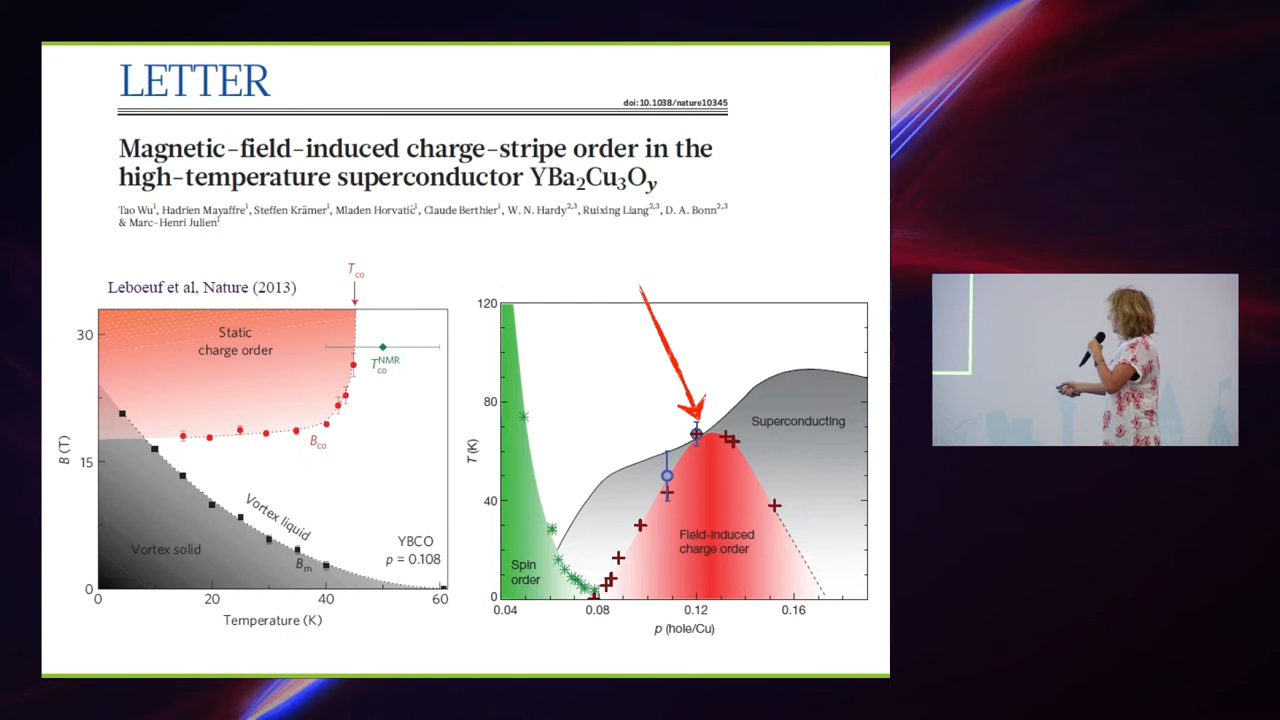 LETTER
doi:10.1038/nature10345
Magnetic-field-induced charge-stripe order in the
high-temperature superconductor YBa2Cu3Oy
Tao Wu1, Hadrien Mayaffre1, Steffen Krämer1, Mladen Horvatić1, Claude Berthier1, W. N. Hardy2,3, Ruixing Liang2,3, D. A. Bonn2,3
& Marc-Henri Julien1
Leboeuf et al, Nature (2013)
Tco
30
15
0
B (T)
Static
charge order
TcoNMR
Bco
Vortex liquid
Vortex solid
Bm
YBCO
p = 0.108
0 20 40 60
Temperature (K)
120
80
40
0
T (K)
Superconducting
Field-induced
charge order
Spin
order
0.04 0.08 0.12 0.16
p (hole/Cu)